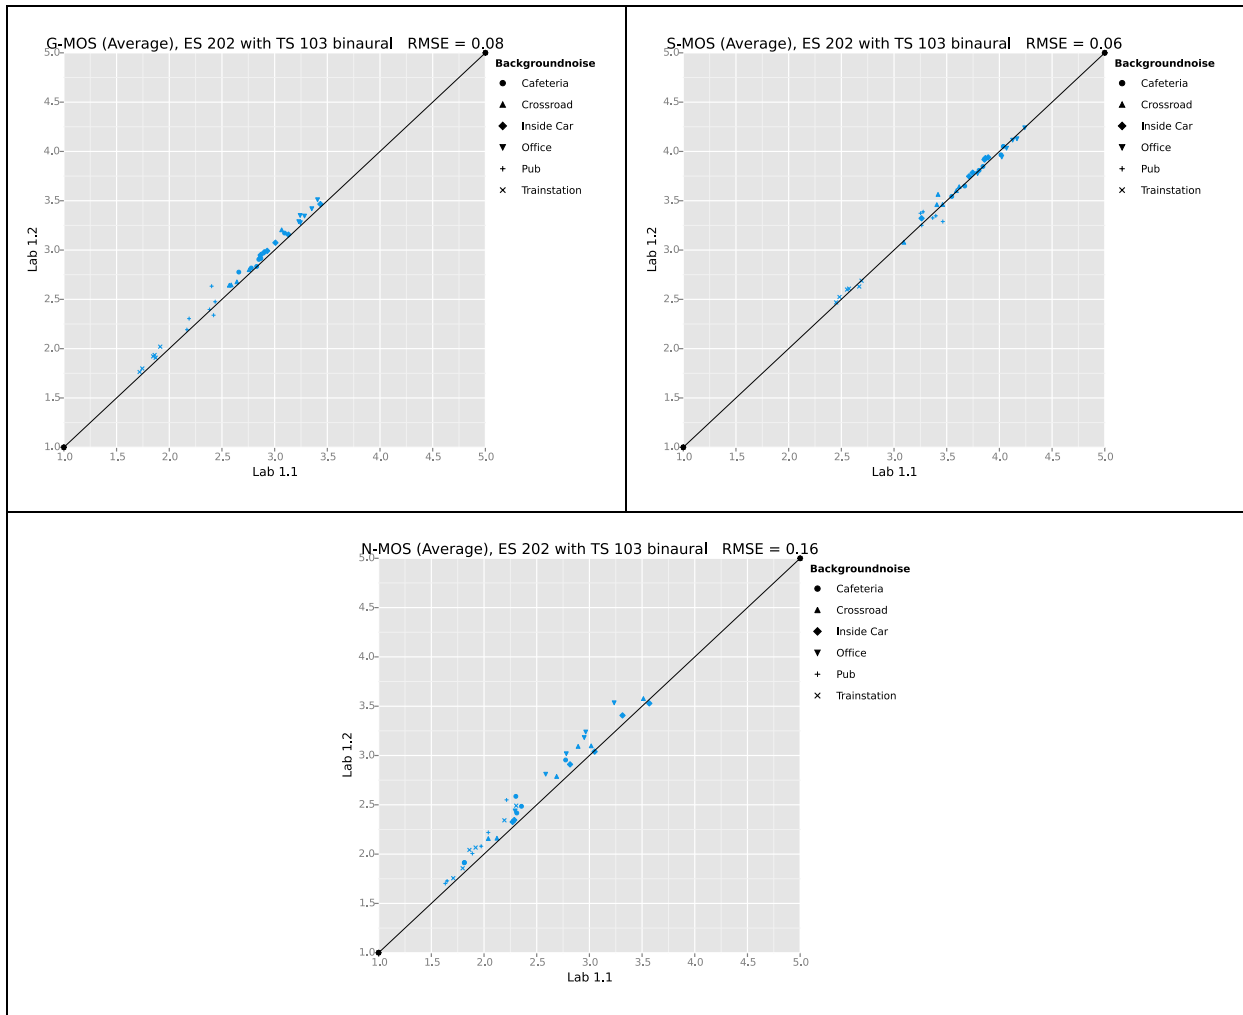 G-MOS (Average), ES 202 with TS 103 binaural RMSE = 0.08
5.0
4.5
4.0
3.5
3.0
2.5
2.0
1.5
1.0
Lab 1.2
1.0 1.5 2.0 2.5 3.0 3.5 4.0 4.5 5.0
Lab 1.1
Backgroundnoise
Cafeteria
Crossroad
Inside Car
Office
Pub
Trainstation
S-MOS (Average), ES 202 with TS 103 binaural RMSE = 0.06
5.0
4.5
4.0
3.5
3.0
2.5
2.0
1.5
1.0
Lab 1.2
1.0 1.5 2.0 2.5 3.0 3.5 4.0 4.5 5.0
Lab 1.1
Backgroundnoise
Cafeteria
Crossroad
Inside Car
Office
Pub
Trainstation
N-MOS (Average), ES 202 with TS 103 binaural RMSE = 0.16
5.0
4.5
4.0
3.5
3.0
2.5
2.0
1.5
1.0
Lab 1.2
1.0 1.5 2.0 2.5 3.0 3.5 4.0 4.5 5.0
Lab 1.1
Backgroundnoise
Cafeteria
Crossroad
Inside Car
Office
Pub
Trainstation